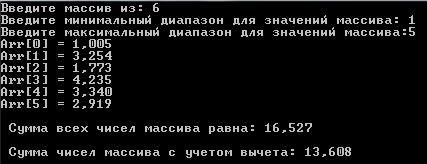 Введите массив из: 6
Введите минимальный диапазон для значений массива: 1
Введите максимальный диапазон для значений массива:5
Arr[0] = 1,005
Arr[1] = 3,254
Arr[2] = 1,773
Arr[3] = 4,235
Arr[4] = 3,340
Arr[5] = 2,919
Сумма всех чисел массива равна: 16,527
Сумма чисел массива с учетом вычета: 13,608